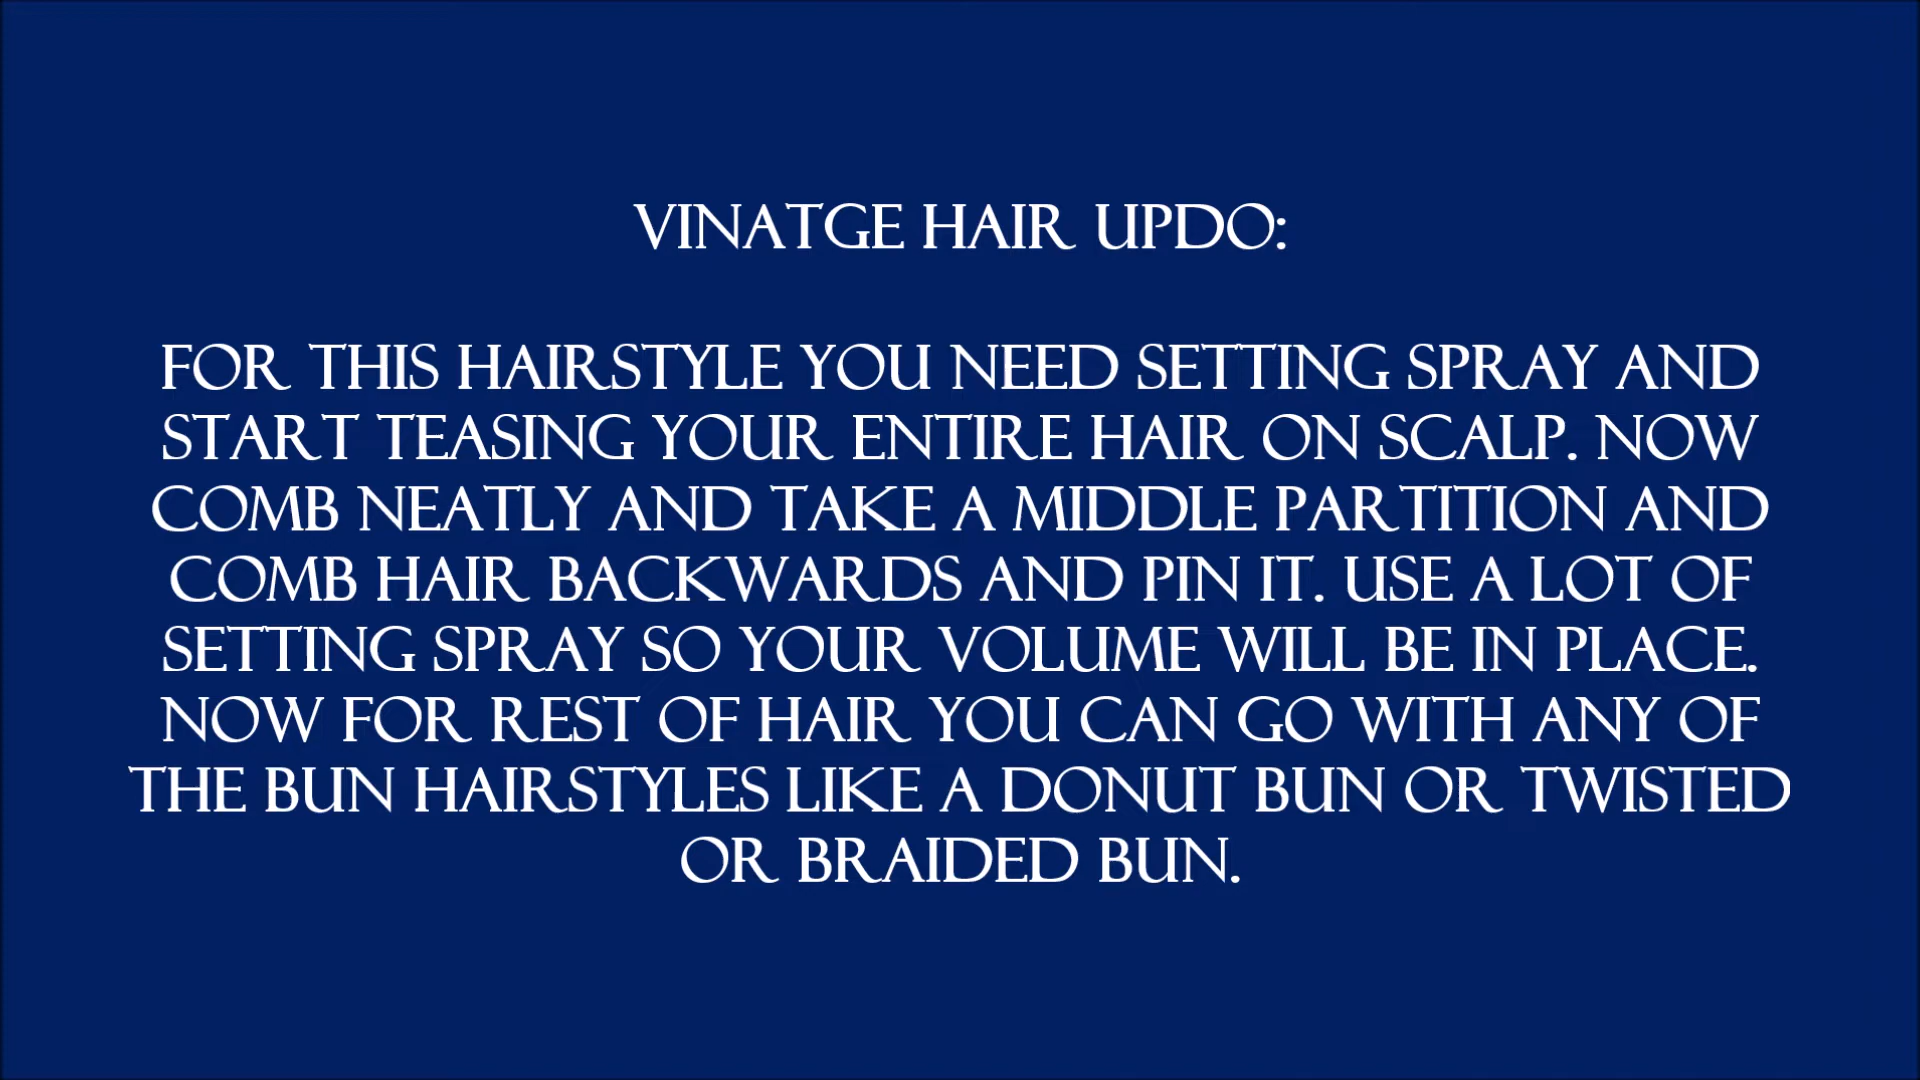 VINATGE HAIR UPDO:
FOR THIS HAIRSTYLE YOU NEED SETTING SPRAY AND
START TEASING YOUR ENTIRE HAIR ON SCALP. NOW
COMB NEATLY AND TAKE A MIDDLE PARTITION AND
COMB HAIR BACKWARDS AND PIN IT. USE A LOT OF
SETTING SPRAY SO YOUR VOLUME WILL BE IN PLACE.
NOW FOR REST OF HAIR YOU CAN GO WITH ANY OF
THE BUN HAIRSTYLES LIKE A DONUT BUN OR TWISTED
OR BRAIDED BUN.